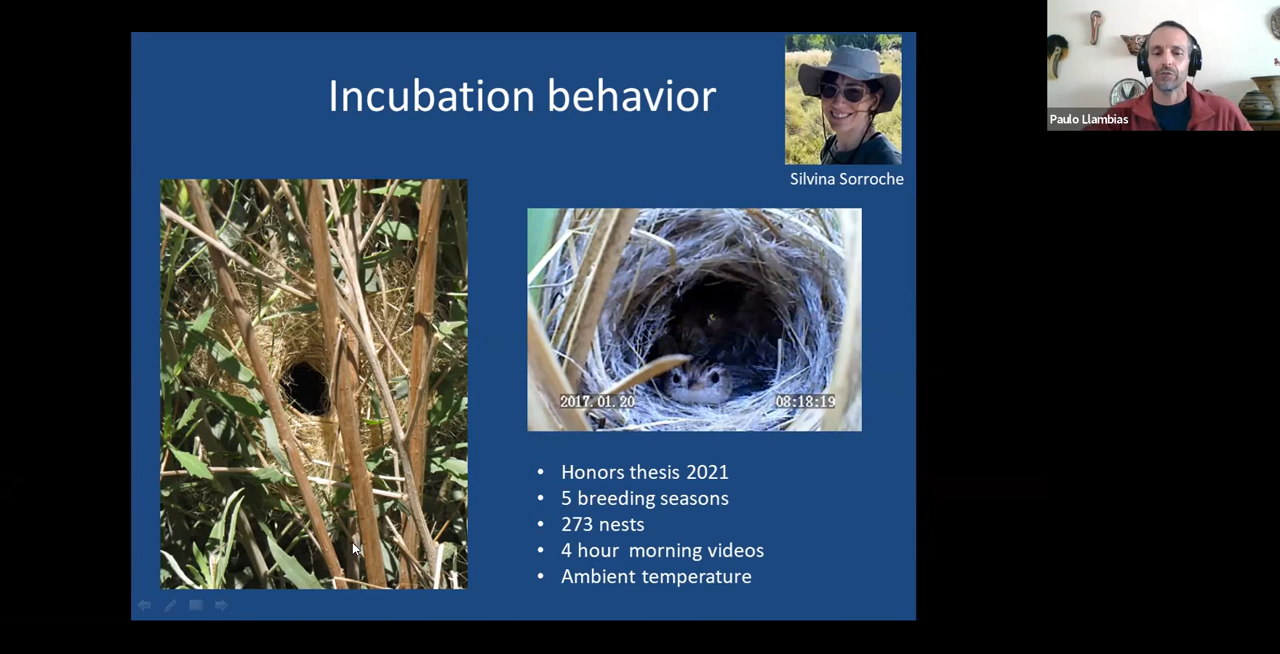 Incubation behavior
Silvina Sorroche
Paulo Llambias
2017.01.20
08:18:19
• Honors thesis 2021
• 5 breeding seasons
• 273 nests
• 4 hour morning videos
• Ambient temperature